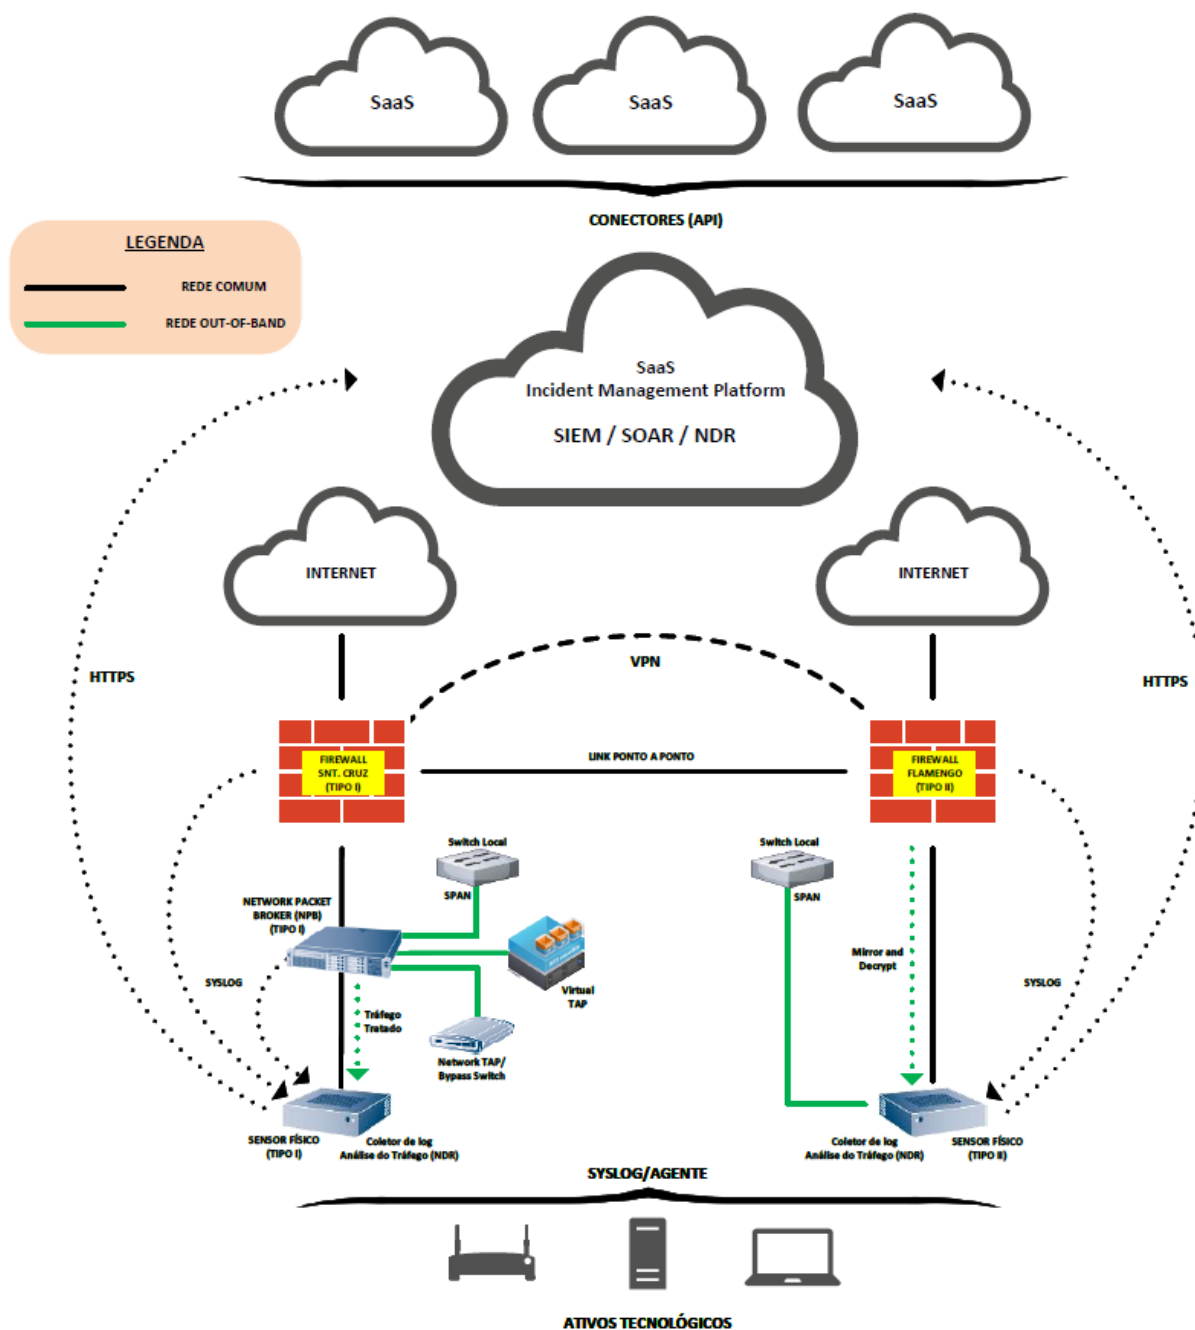 SaaS
SaaS
SaaS
CONECTORES (API)
LEGENDA
REDE COMUM
REDE OUT-OF-BAND
SaaS
Incident Management Platform
SIEM / SOAR / NDR
INTERNET
INTERNET
VPN
HTTPS
HTTPS
LINK PONTO A PONTO
FIREWALL
SNT. CRUZ
(TIPO I)
FIREWALL
FLAMENGO
(TIPO II)
Switch Local
SPAN
Switch Local
SPAN
NETWORK PACKET
BROKER (NPB)
(TIPO I)
SYSLOG
Tráfego
Tratado
Virtual
TAP
Network TAP/
Bypass Switch
Mirror and
Decrypt
SYSLOG
SENSOR FÍSICO
(TIPO I)
Coletor de log
Análise do Tráfego (NDR)
Coletor de log
Análise do Tráfego (NDR)
SENSOR FÍSICO
(TIPO II)
SYSLOG/AGENTE
ATIVOS TECNOLÓGICOS